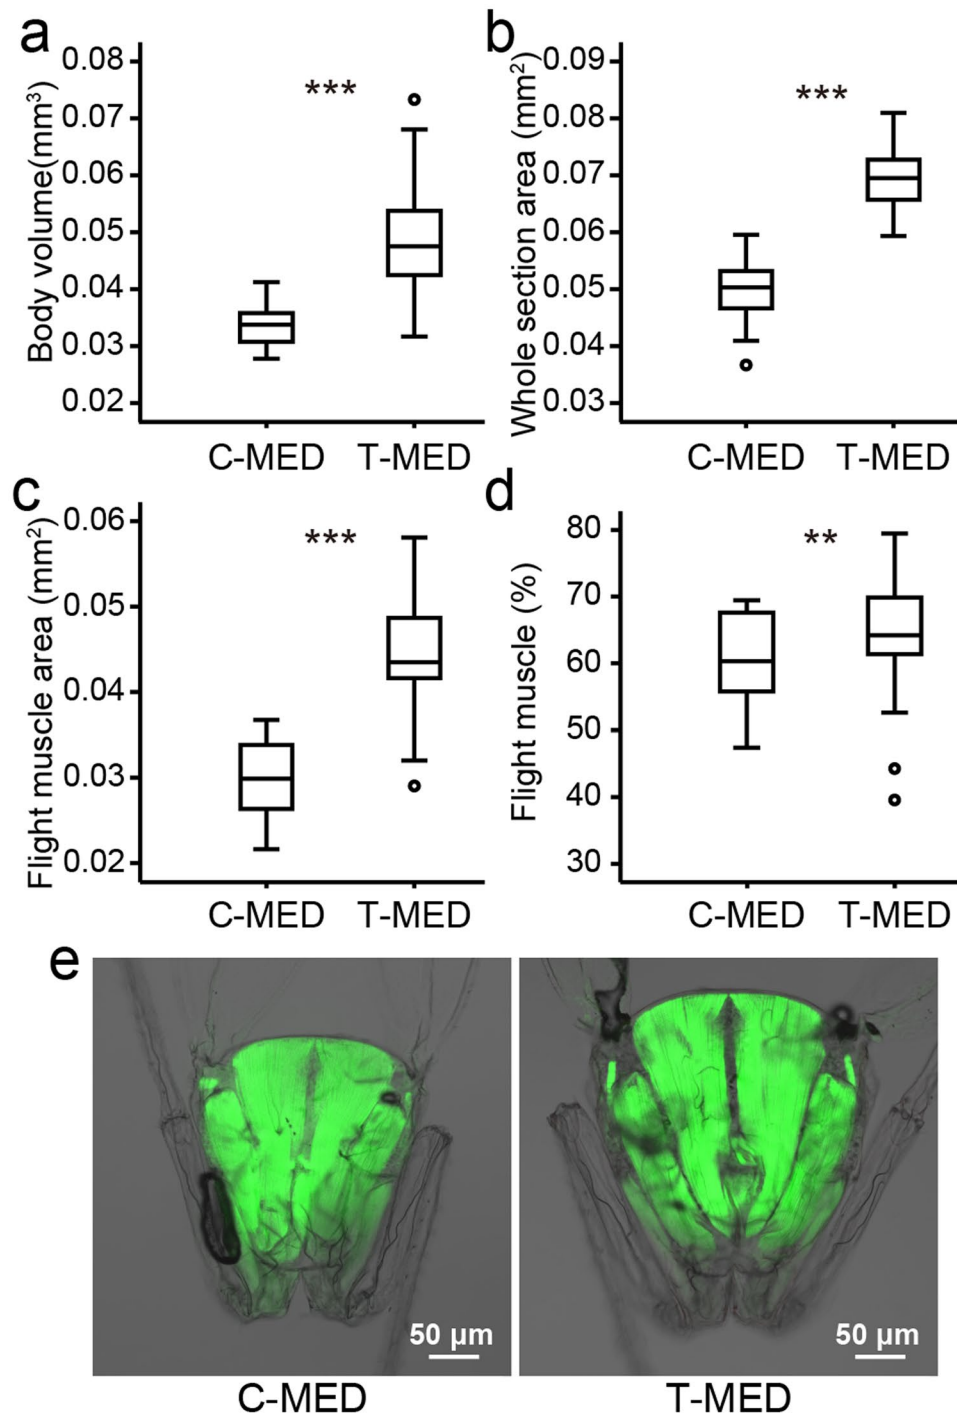 a
Body volume(mm³)
0.08
0.07
0.06
0.05
0.04
0.03
0.02
***
C-MED T-MED
b
Whole section area (mm²)
0.09
0.08
0.07
0.06
0.05
0.04
0.03
***
C-MED T-MED
c
Flight muscle area (mm²)
0.06
0.05
0.04
0.03
0.02
***
C-MED T-MED
d
Flight muscle (%)
80
70
60
50
40
30
**
C-MED T-MED
e
50 μm
50 μm
C-MED
T-MED